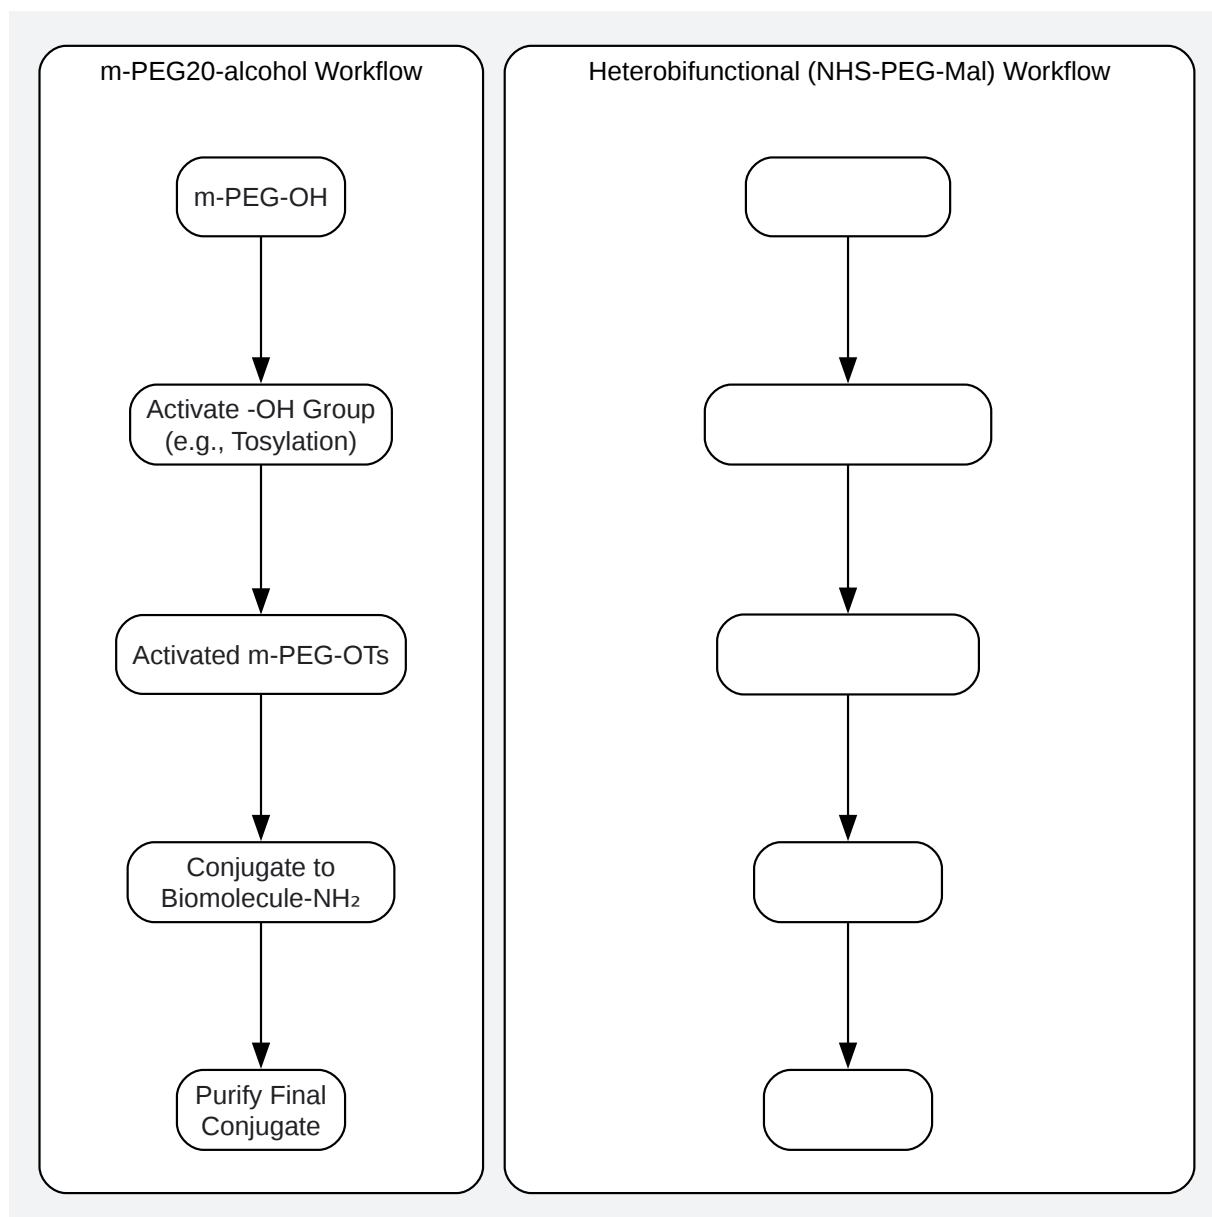 m-PEG20-alcohol Workflow
m-PEG-OH
Activate -OH Group
(e.g., Tosylation)
Activated m-PEG-OTs
Conjugate to
Biomolecule-NH₂
Purify Final
Conjugate
Heterobifunctional (NHS-PEG-Mal) Workflow